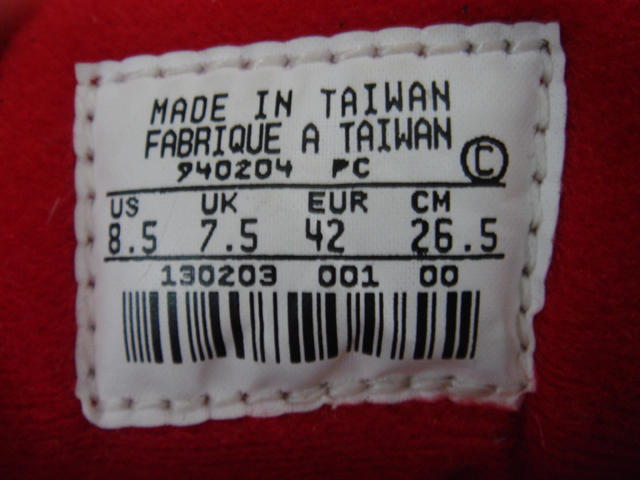 MADE IN TAIWAN
FABRIQUE A TAIWAN
940204 PC C
US UK EUR CM
8.5 7.5 42 26.5
130203 001 00